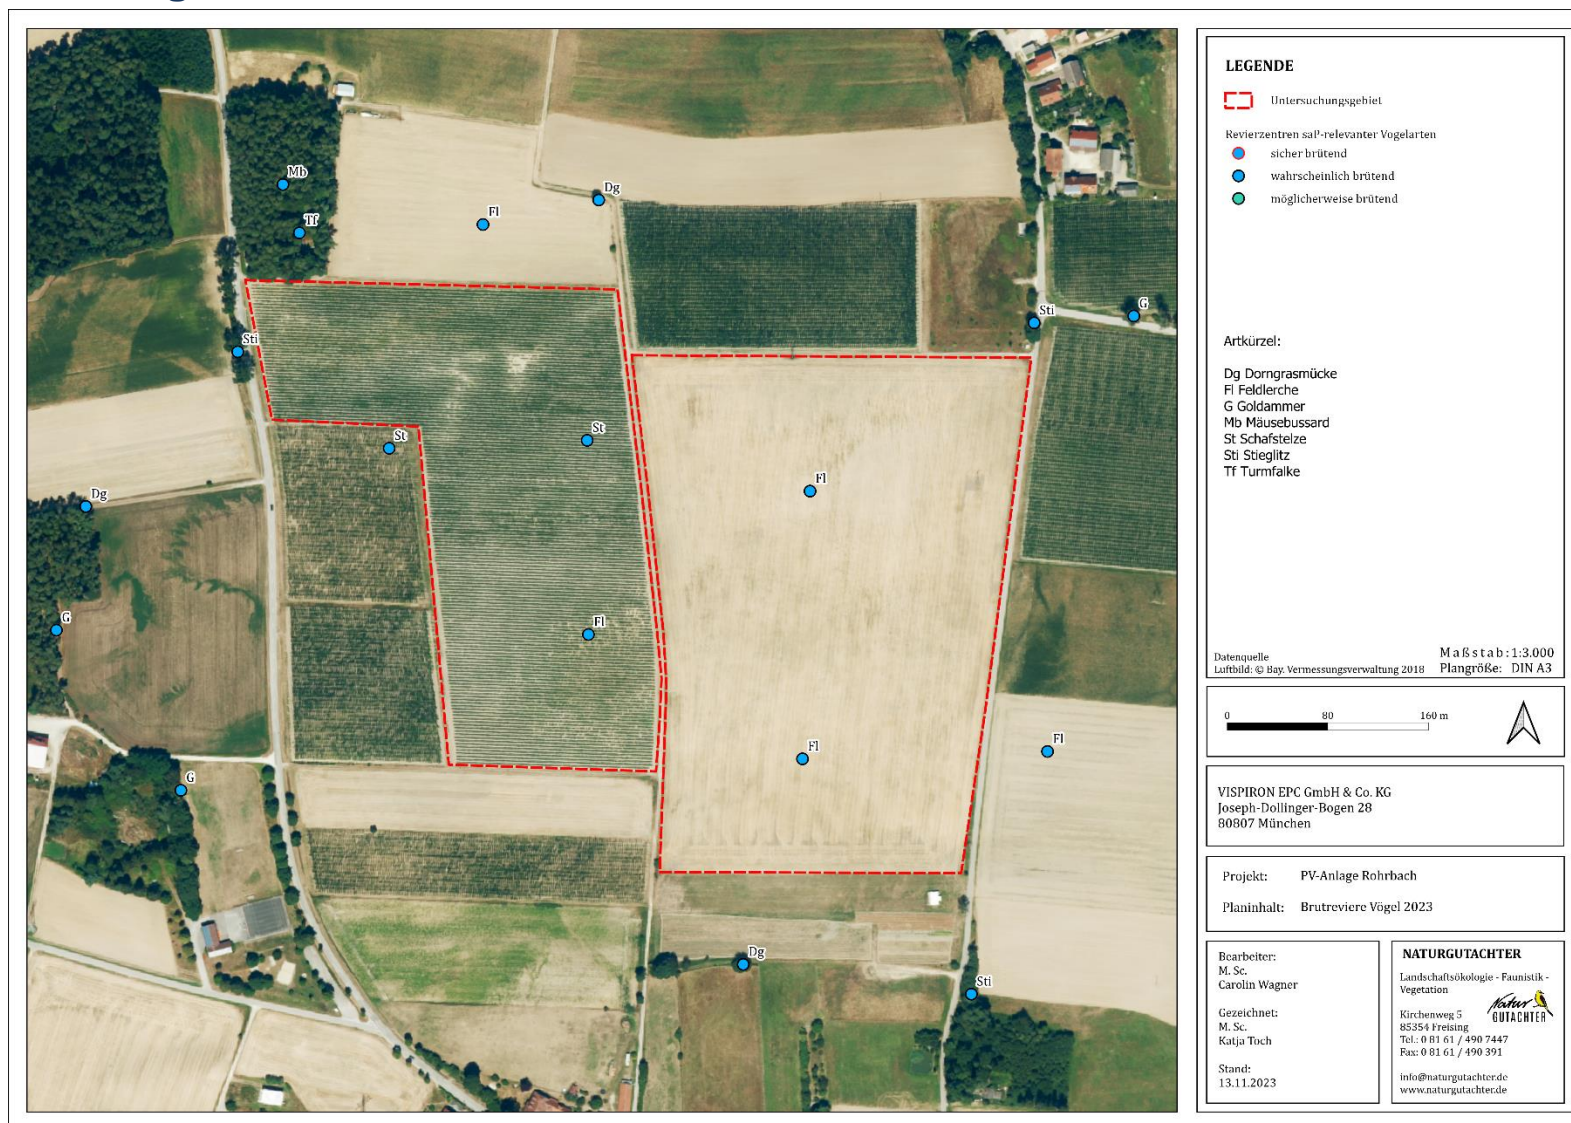 Mb
Tf
Fl
Dg
Sti
G
Sti
St
St
Fl
Dg
G
Fl
G
Fl
Fl
Dg
Sti
LEGENDE
Untersuchungsgebiet
Revierzentren saP-relevanter Vogelarten
sicher brütend
wahrscheinlich brütend
möglicherweise brütend
Artkürzel:
Dg Dorngrasmücke
Fl Feldlerche
G Goldammer
Mb Mäusebussard
St Schafstelze
Sti Stieglitz
Tf Turmfalke
Datenquelle
Luftbild: © Bay. Vermessungsverwaltung 2018
Maßstab: 1:3.000
Plangröße: DIN A3
0 80 160 m
VISPIRON EPC GmbH & Co. KG
Joseph-Dollinger-Bogen 28
80807 München
Projekt: PV-Anlage Rohrbach
Planinhalt: Brutreviere Vögel 2023
Bearbeiter:
M. Sc.
Carolin Wagner
Gezeichnet:
M. Sc.
Katja Toch
Stand:
13.11.2023
NATURGUTACHTER
Landschaftsökologie - Faunistik -
Vegetation
Natur
GUTACHTER
Kirchenweg 5
85354 Freising
Tel.: 0 81 61 / 490 7447
Fax: 0 81 61 / 490 391
info@naturgutachter.de
www.naturgutachter.de